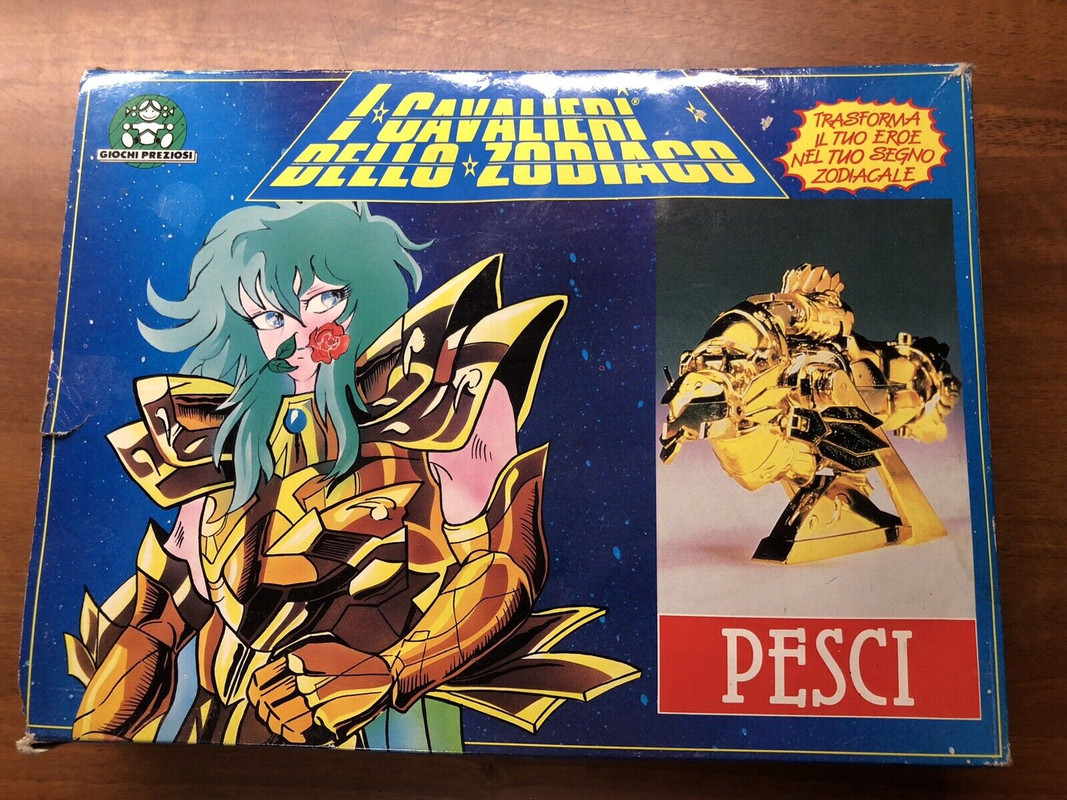 GIOCHI PREZIOSI
I CAVALIERI®
DELLO ZODIACO
TRASFORMA
IL TUO EROE
NEL TUO SEGNO
ZODIACALE
PESCI